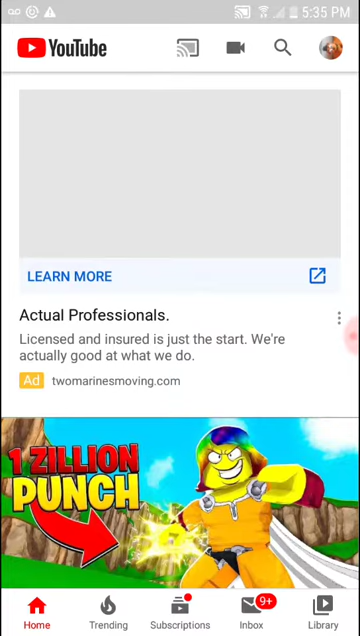 5:35 PM
YouTube
LEARN MORE
Actual Professionals.
Licensed and insured is just the start. We're
actually good at what we do.
Ad twomarinesmoving.com
1 ZILLION
PUNCH
9+
Home Trending Subscriptions Inbox Library